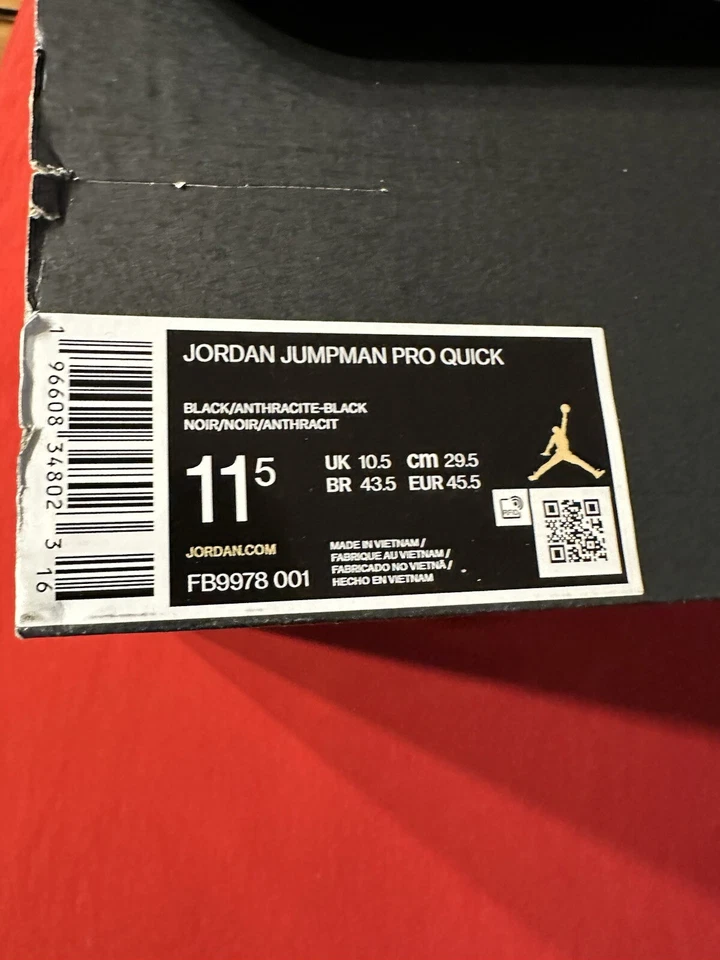 JORDAN JUMPMAN PRO QUICK
BLACK/ANTHRACITE-BLACK
NOIR/NOIR/ANTHRACIT
11 5
UK 10.5 cm 29.5
BR 43.5 EUR 45.5
RFID
JORDAN.COM
FB9978 001
MADE IN VIETNAM /
FABRIQUE AU VIETNAM /
FABRICADO NO VIETNÃ /
HECHO EN VIETNAM
1 96608 34802 3 16